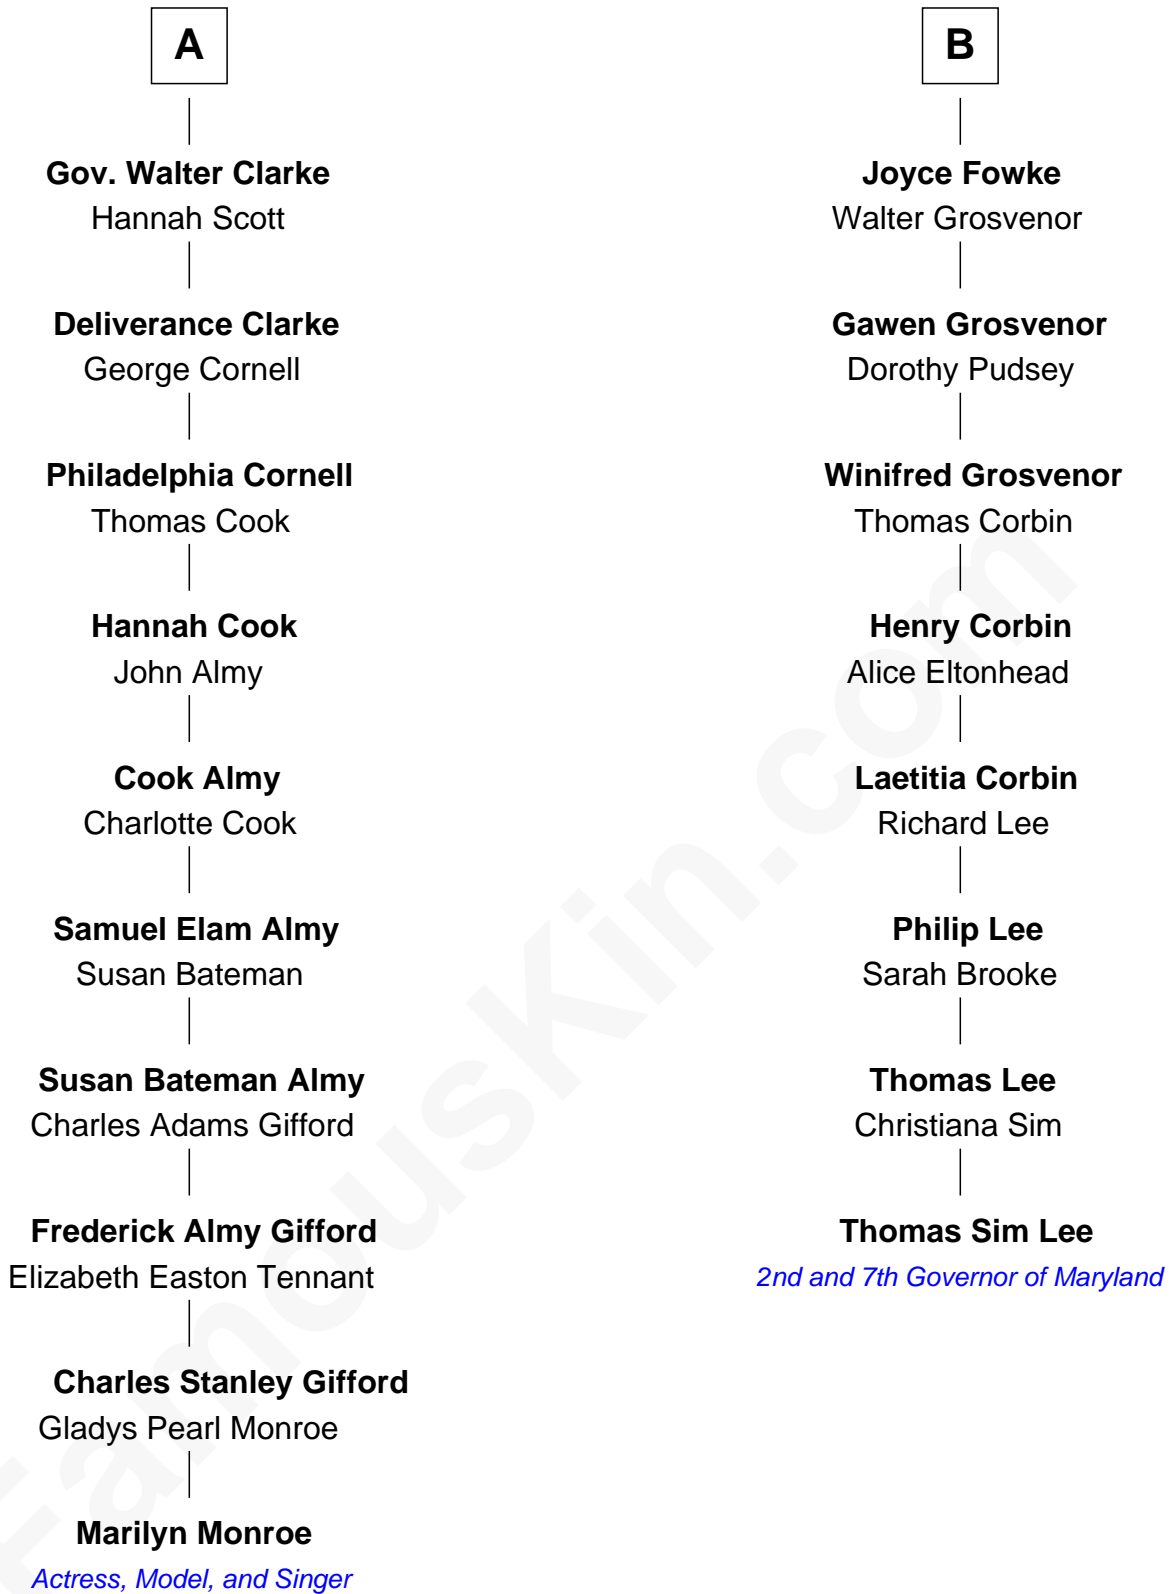 A
Gov. Walter Clarke
Hannah Scott
Deliverance Clarke
George Cornell
Philadelphia Cornell
Thomas Cook
Hannah Cook
John Almy
Cook Almy
Charlotte Cook
Samuel Elam Almy
Susan Bateman
Susan Bateman Almy
Charles Adams Gifford
Frederick Almy Gifford
Elizabeth Easton Tennant
Charles Stanley Gifford
Gladys Pearl Monroe
Marilyn Monroe
Actress, Model, and Singer
B
Joyce Fowke
Walter Grosvenor
Gawen Grosvenor
Dorothy Pudsey
Winifred Grosvenor
Thomas Corbin
Henry Corbin
Alice Eltonhead
Laetitia Corbin
Richard Lee
Philip Lee
Sarah Brooke
Thomas Lee
Christiana Sim
Thomas Sim Lee
2nd and 7th Governor of Maryland
FamousKin.com